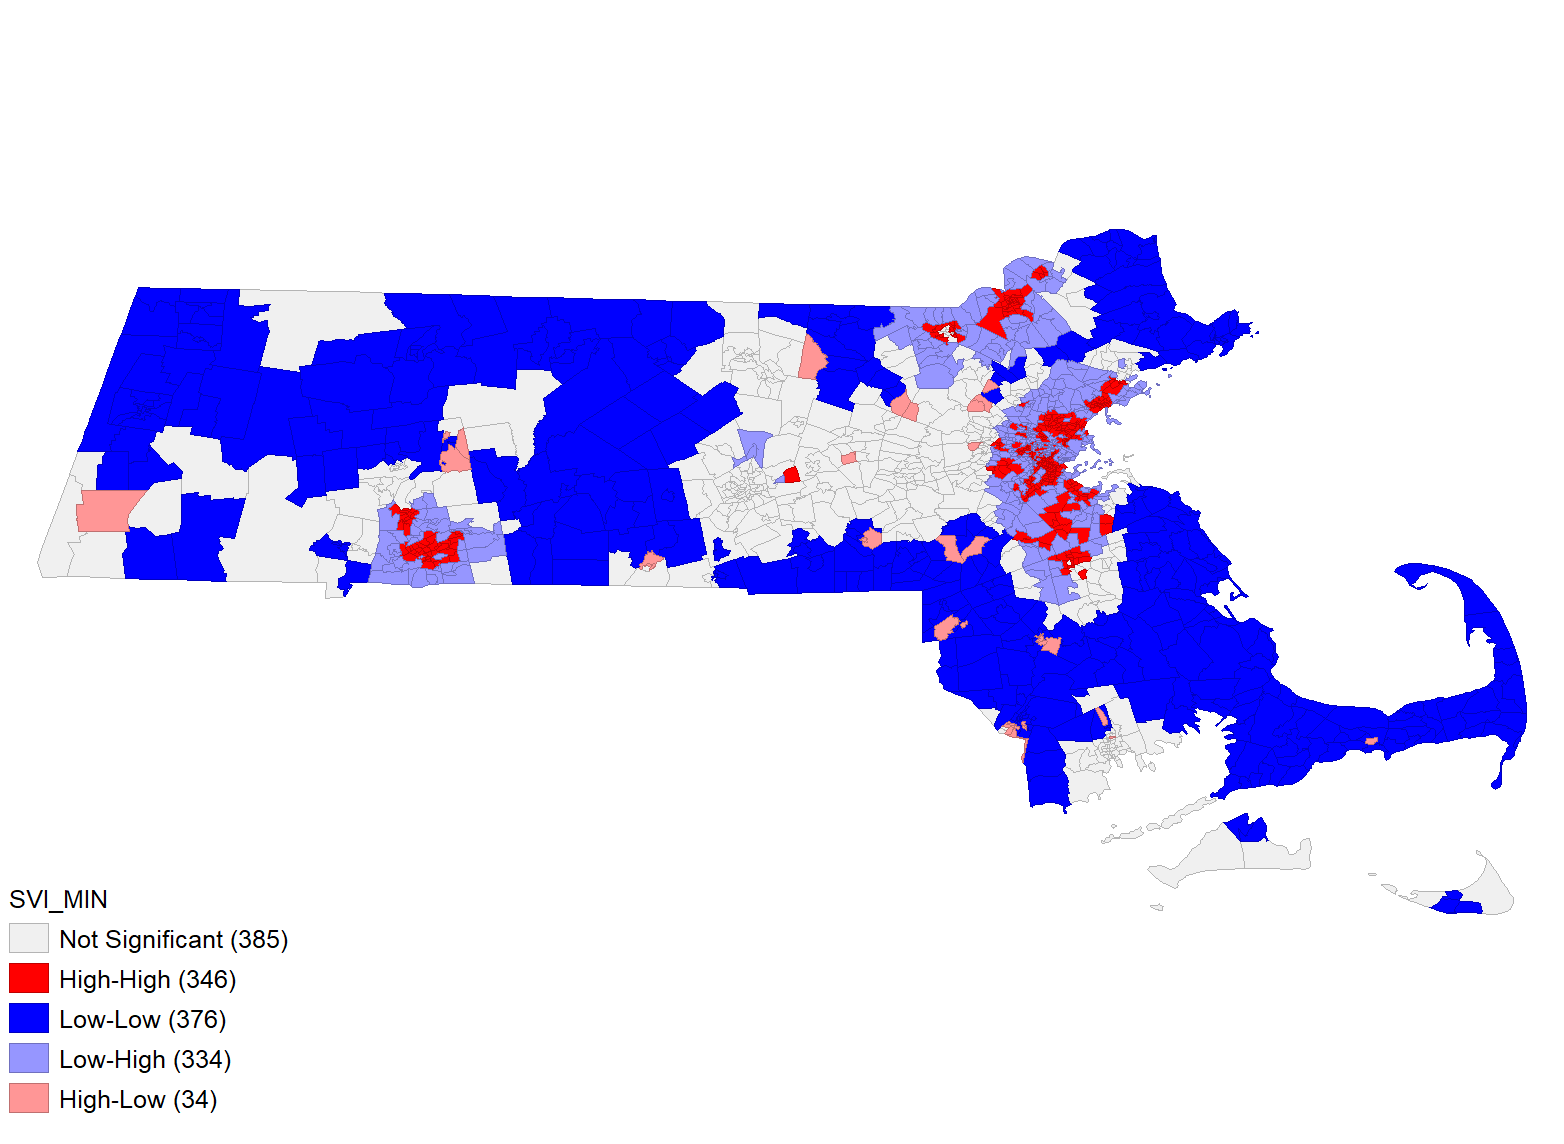 SVI_MIN
Not Significant (385)
High-High (346)
Low-Low (376)
Low-High (334)
High-Low (34)